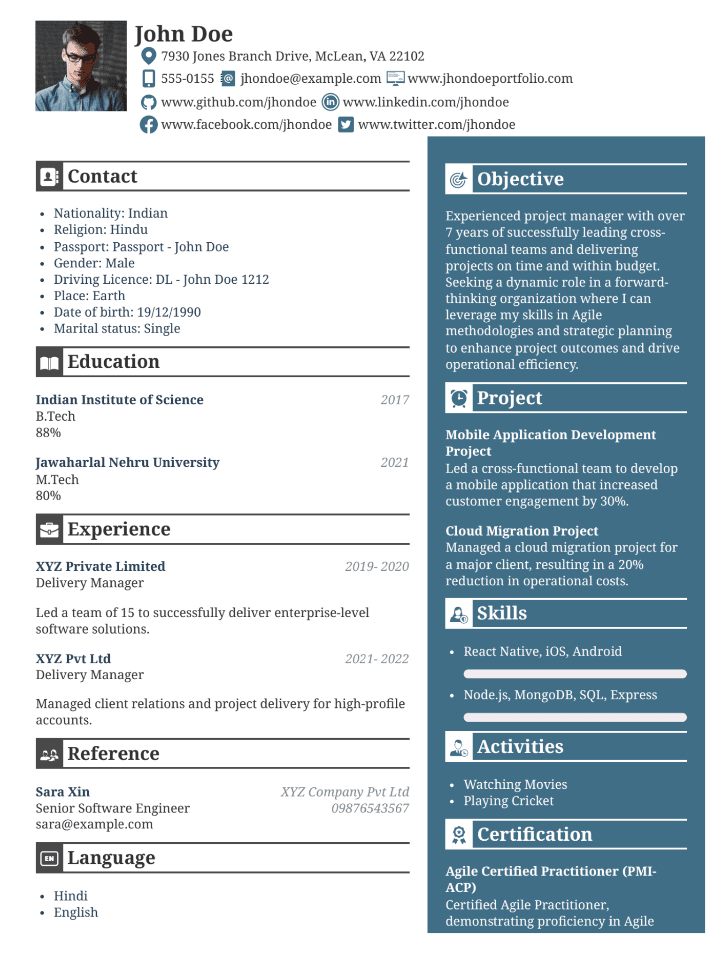 John Doe
7930 Jones Branch Drive, McLean, VA 22102
555-0155 jhondoe@example.com www.jhondoeportfolio.com
www.github.com/jhondoe www.linkedin.com/jhondoe
www.facebook.com/jhondoe www.twitter.com/jhondoe
Contact
Nationality: Indian
Religion: Hindu
Passport: Passport - John Doe
Gender: Male
Driving Licence: DL - John Doe 1212
Place: Earth
Date of birth: 19/12/1990
Marital status: Single
Education
Indian Institute of Science 2017
B.Tech
88%
Jawaharlal Nehru University 2021
M.Tech
80%
Experience
XYZ Private Limited 2019- 2020
Delivery Manager
Led a team of 15 to successfully deliver enterprise-level
software solutions.
XYZ Pvt Ltd 2021- 2022
Delivery Manager
Managed client relations and project delivery for high-profile
accounts.
Reference
Sara Xin XYZ Company Pvt Ltd
Senior Software Engineer 09876543567
sara@example.com
EN Language
Hindi
English
Objective
Experienced project manager with over
7 years of successfully leading cross-
functional teams and delivering
projects on time and within budget.
Seeking a dynamic role in a forward-
thinking organization where I can
leverage my skills in Agile
methodologies and strategic planning
to enhance project outcomes and drive
operational efficiency.
Project
Mobile Application Development
Project
Led a cross-functional team to develop
a mobile application that increased
customer engagement by 30%.
Cloud Migration Project
Managed a cloud migration project for
a major client, resulting in a 20%
reduction in operational costs.
Skills
React Native, iOS, Android
Node.js, MongoDB, SQL, Express
Activities
Watching Movies
Playing Cricket
Certification
Agile Certified Practitioner (PMI-
ACP)
Certified Agile Practitioner,
demonstrating proficiency in Agile